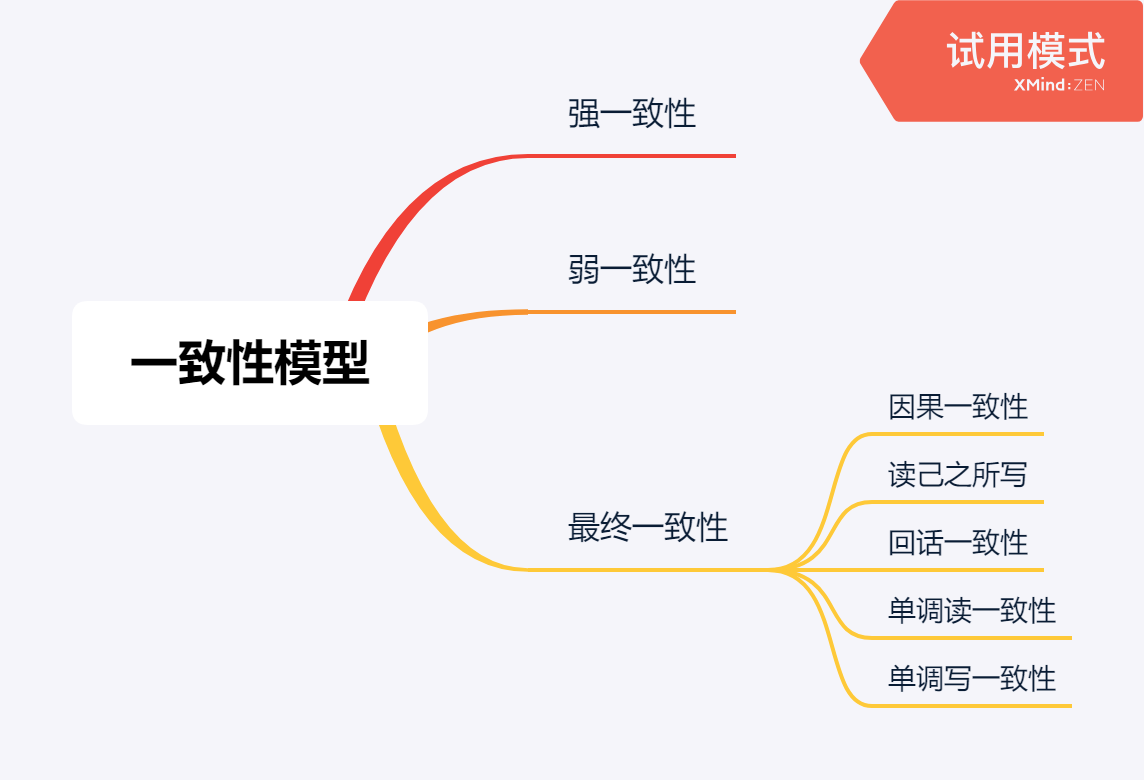 试用模式
XMind:ZEN
强一致性
弱一致性
一致性模型
最终一致性
因果一致性
读己之所写
回话一致性
单调读一致性
单调写一致性